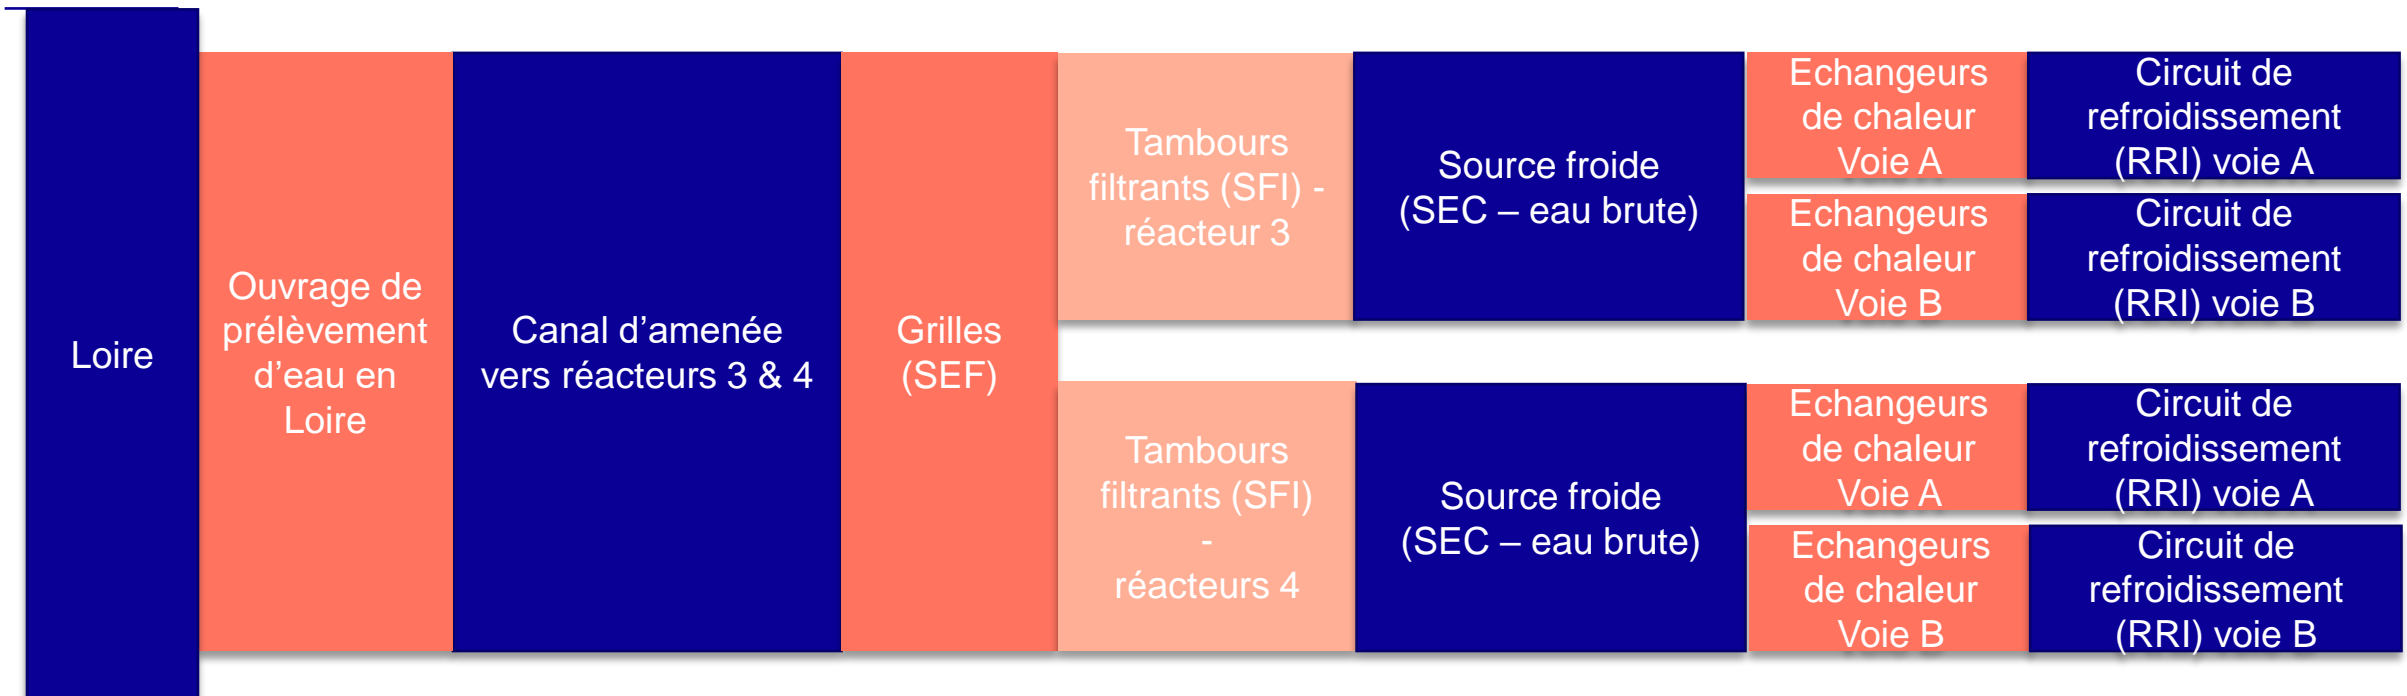 Loire
Ouvrage de
prélèvement
d’eau en
Loire
Canal d’amenée
vers réacteurs 3 & 4
Grilles
(SEF)
Tambours
filtrants (SFI) -
réacteur 3
Source froide
(SEC – eau brute)
Echangeurs
de chaleur
Voie A
Circuit de
refroidissement
(RRI) voie A
Echangeurs
de chaleur
Voie B
Circuit de
refroidissement
(RRI) voie B
Tambours
filtrants (SFI)
-
réacteurs 4
Source froide
(SEC – eau brute)
Echangeurs
de chaleur
Voie A
Circuit de
refroidissement
(RRI) voie A
Echangeurs
de chaleur
Voie B
Circuit de
refroidissement
(RRI) voie B